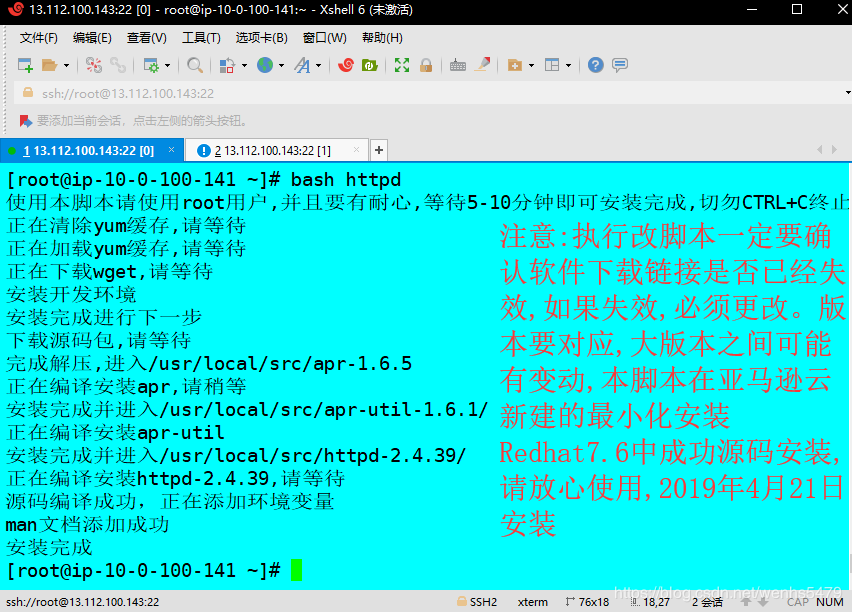 13.112.100.143:22 [0] - root@ip-10-0-100-141:~ - Xshell 6 (未激活)
文件(F) 编辑(E) 查看(V) 工具(T) 选项卡(B) 窗口(W) 帮助(H)
ssh://root@13.112.100.143:22
要添加当前会话，点击左侧的箭头按钮。
1 13.112.100.143:22 [0] × 2 13.112.100.143:22 [1] × +
[root@ip-10-0-100-141 ~]# bash httpd
使用本脚本请使用root用户,并且要有耐心,等待5-10分钟即可安装完成,切勿CTRL+C终止
正在清除yum缓存,请等待
正在加载yum缓存,请等待
正在下载wget,请等待
安装开发环境
安装完成进行下一步
下载源码包,请等待
完成解压,进入/usr/local/src/apr-1.6.5
正在编译安装apr,请稍等
安装完成并进入/usr/local/src/apr-util-1.6.1/
正在编译安装apr-util
安装完成并进入/usr/local/src/httpd-2.4.39/
正在编译安装httpd-2.4.39,请等待
源码编译成功，正在添加环境变量
man文档添加成功
安装完成
[root@ip-10-0-100-141 ~]#
注意:执行改脚本一定要确
认软件下载链接是否已经失
效,如果失效,必须更改。版
本要对应,大版本之间可能
有变动,本脚本在亚马逊云
新建的最小化安装
Redhat7.6中成功源码安装,
请放心使用,2019年4月21日
安装
https://blog.csdn.net/wenhs5479
ssh://root@13.112.100.143:22 SSH2 xterm 76x18 18,27 2 会话 CAP NUM